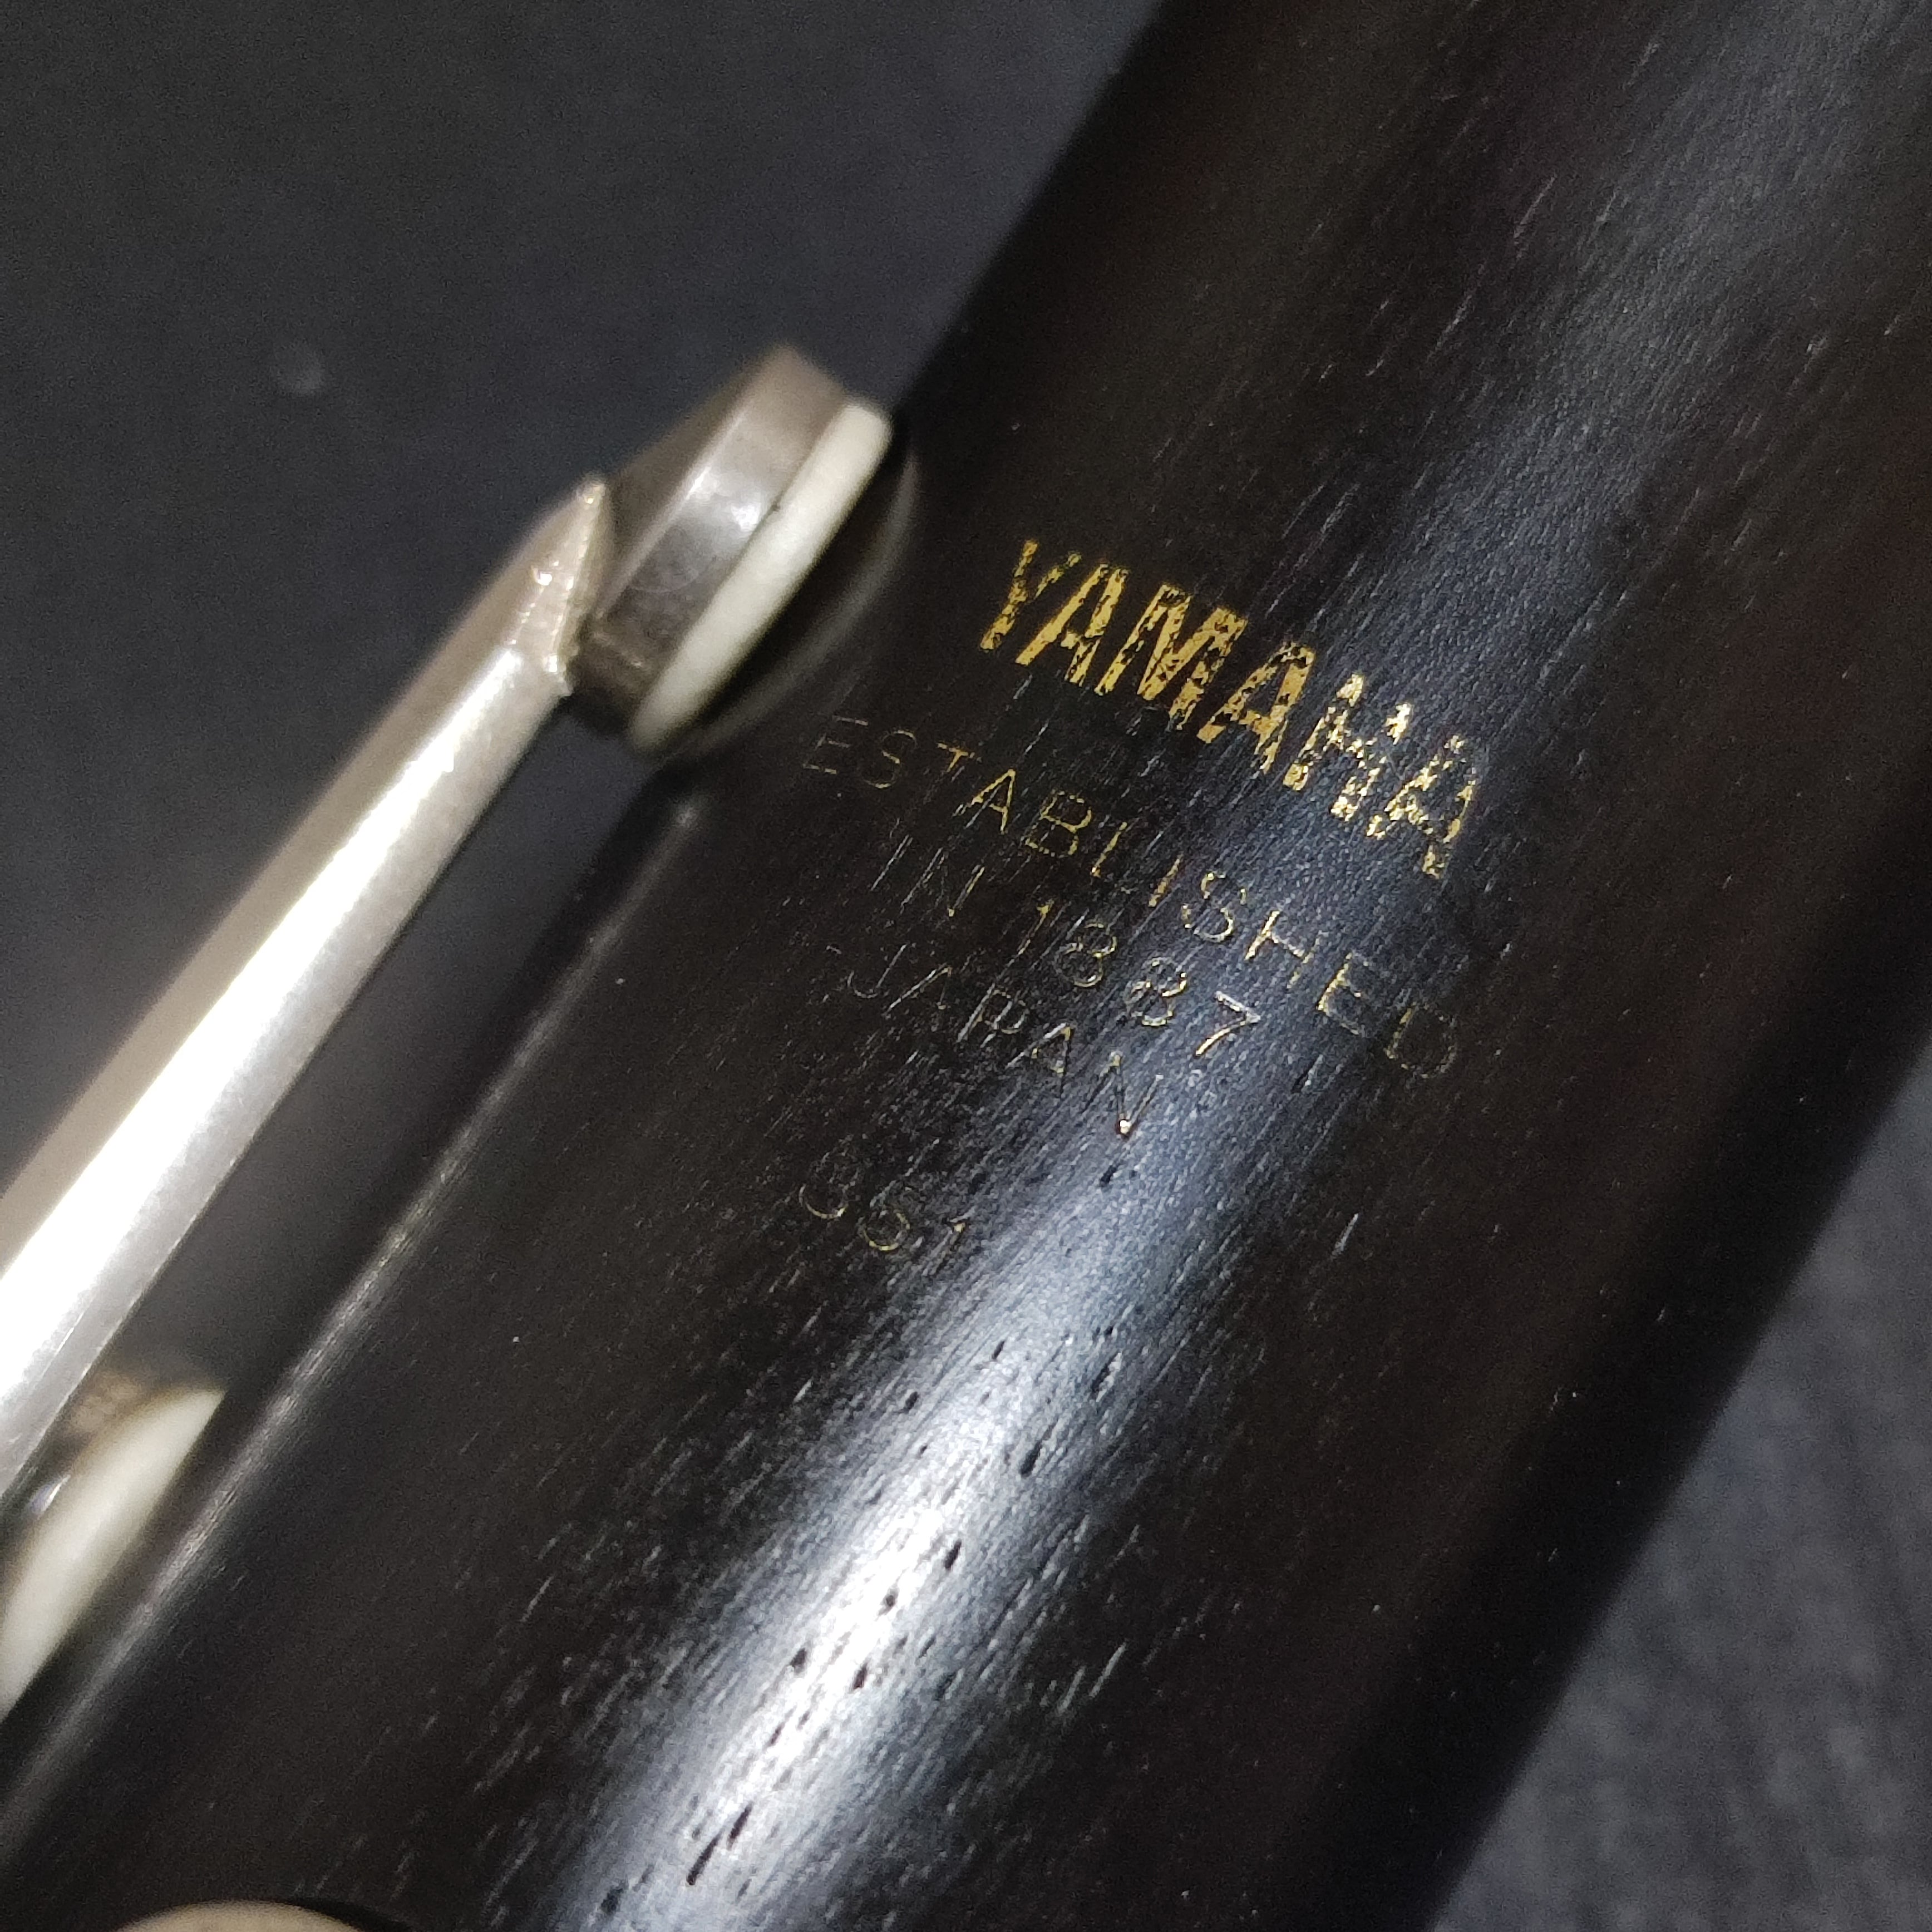 YAMAHA
ESTABLISHED
IN 1887
JAPAN
351